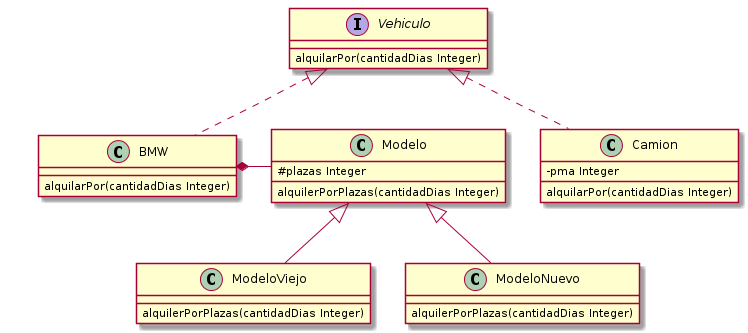 I Vehiculo
alquilarPor(cantidadDias Integer)
C BMW
alquilarPor(cantidadDias Integer)
C Modelo
#plazas Integer
alquilerPorPlazas(cantidadDias Integer)
C Camion
-pma Integer
alquilarPor(cantidadDias Integer)
C ModeloViejo
alquilerPorPlazas(cantidadDias Integer)
C ModeloNuevo
alquilerPorPlazas(cantidadDias Integer)